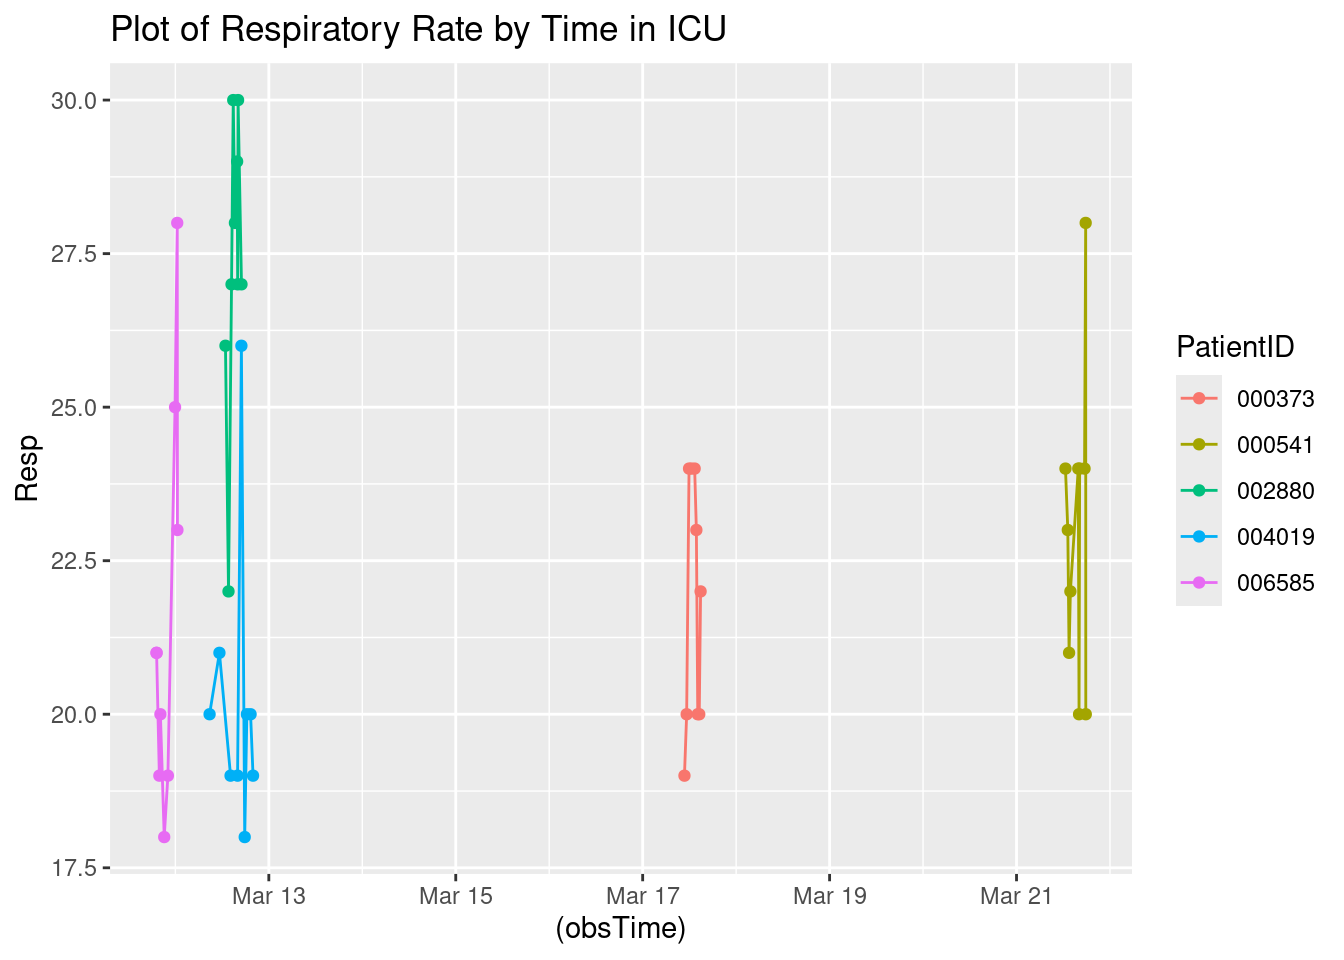 Plot of Respiratory Rate by Time in ICU
30.0
27.5
25.0
22.5
20.0
17.5
Resp
Mar 13
Mar 15
Mar 17
Mar 19
Mar 21
(obsTime)
PatientID
000373
000541
002880
004019
006585